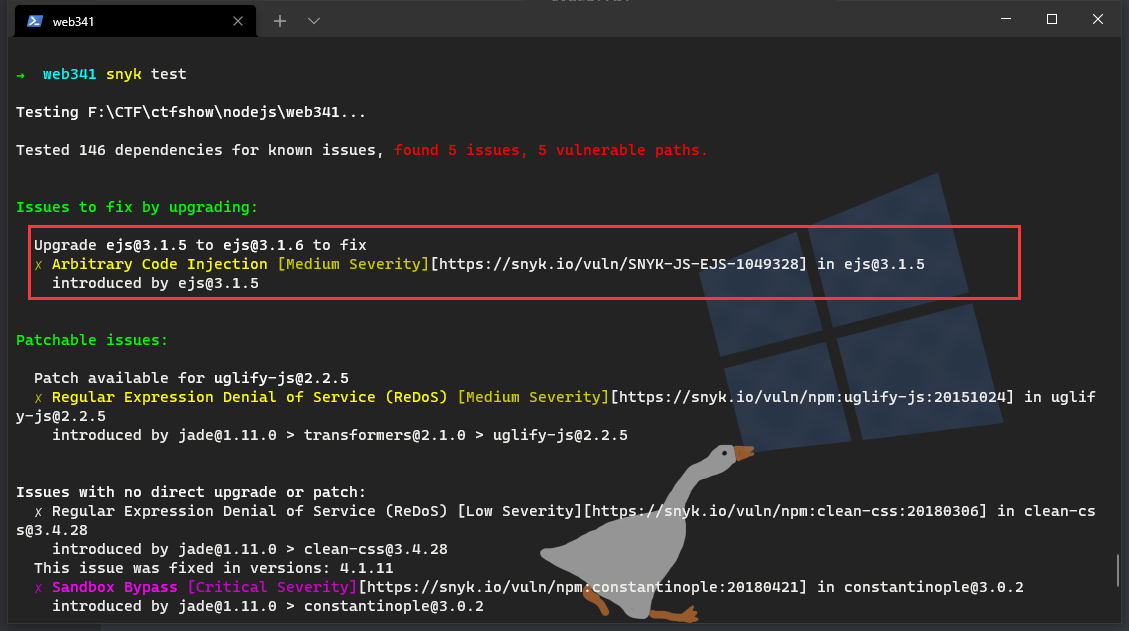 web341
→ web341 snyk test
Testing F:\CTF\ctfshow\nodejs\web341...
Tested 146 dependencies for known issues, found 5 issues, 5 vulnerable paths.
Issues to fix by upgrading:
Upgrade ejs@3.1.5 to ejs@3.1.6 to fix
✗ Arbitrary Code Injection [Medium Severity][https://snyk.io/vuln/SNYK-JS-EJS-1049328] in ejs@3.1.5
introduced by ejs@3.1.5
Patchable issues:
Patch available for uglify-js@2.2.5
✗ Regular Expression Denial of Service (ReDoS) [Medium Severity][https://snyk.io/vuln/npm:uglify-js:20151024] in uglif
y-js@2.2.5
introduced by jade@1.11.0 > transformers@2.1.0 > uglify-js@2.2.5
Issues with no direct upgrade or patch:
✗ Regular Expression Denial of Service (ReDoS) [Low Severity][https://snyk.io/vuln/npm:clean-css:20180306] in clean-cs
s@3.4.28
introduced by jade@1.11.0 > clean-css@3.4.28
This issue was fixed in versions: 4.1.11
✗ Sandbox Bypass [Critical Severity][https://snyk.io/vuln/npm:constantinople:20180421] in constantinople@3.0.2
introduced by jade@1.11.0 > constantinople@3.0.2